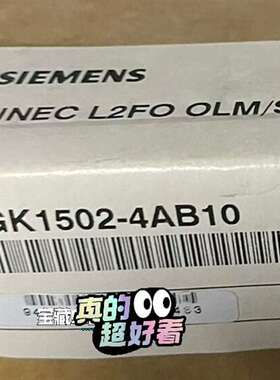 SIEMENS
INEC L2FO OLM/S
GK1502-4AB10
宝藏
真的
超好看